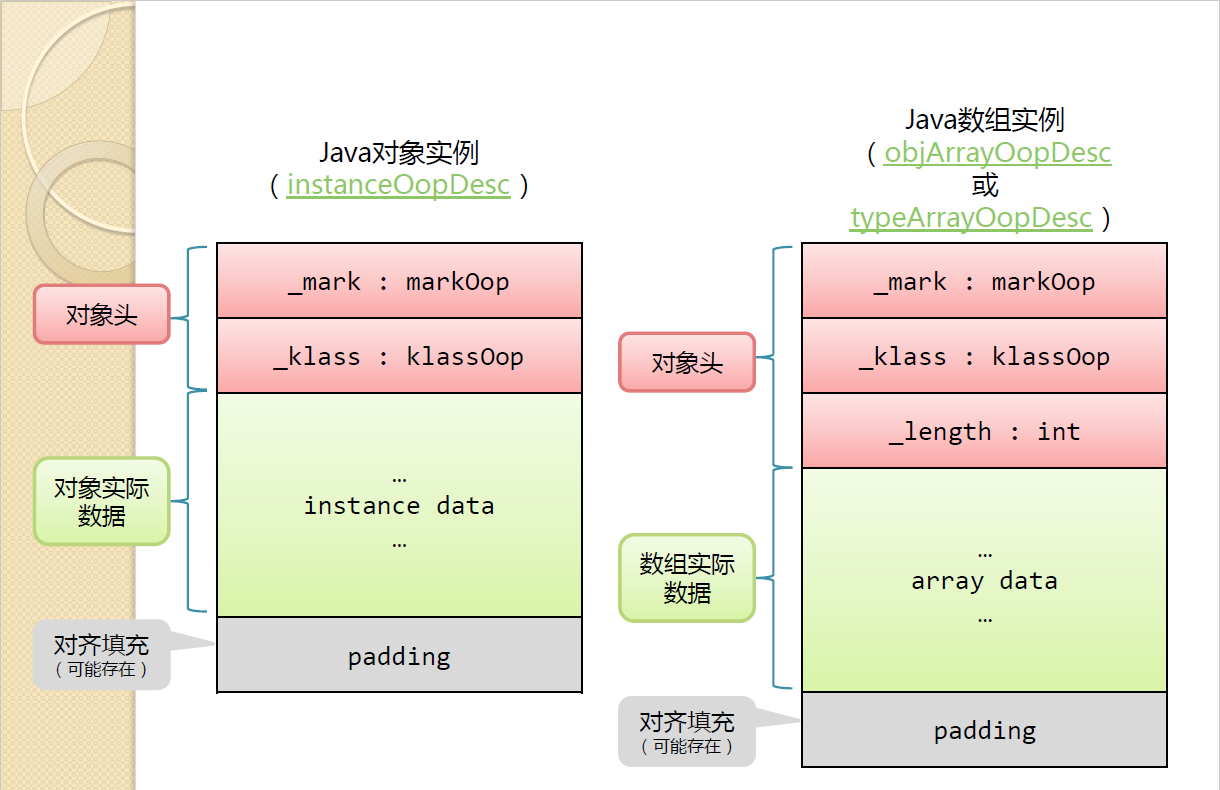 Java对象实例
（instanceOopDesc）
对象头
_mark : markOop
_klass : klassOop
对象实际
数据
…
instance data
…
对齐填充
（可能存在）
padding
Java数组实例
（objArrayOopDesc
或
typeArrayOopDesc）
对象头
_mark : markOop
_klass : klassOop
_length : int
数组实际
数据
…
array data
…
对齐填充
（可能存在）
padding